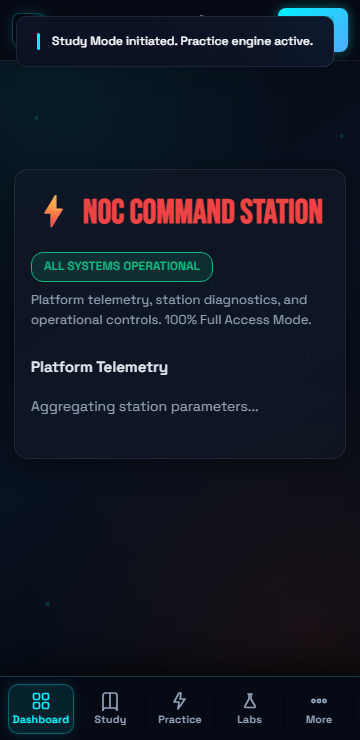 Study Mode initiated. Practice engine active.
NOC COMMAND STATION
ALL SYSTEMS OPERATIONAL
Platform telemetry, station diagnostics, and
operational controls. 100% Full Access Mode.
Platform Telemetry
Aggregating station parameters...
Dashboard
Study
Practice
Labs
More